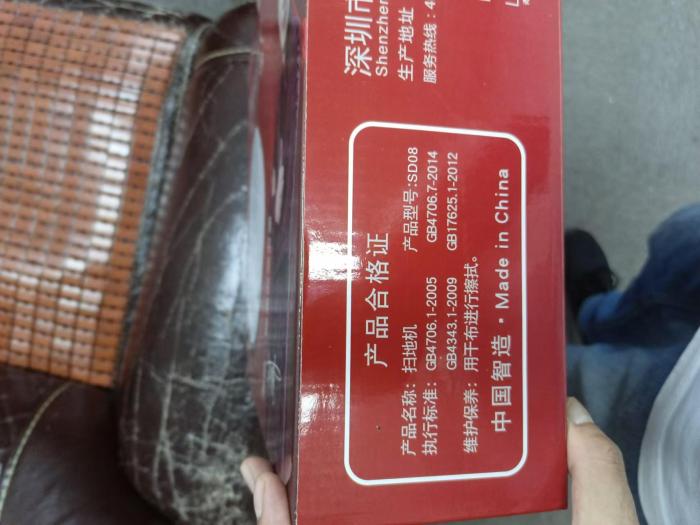 深圳市
Shenzhen
生产地址
服务热线：4
产品合格证
产品名称：扫地机 产品型号:SD08
执行标准：GB4706.1-2005 GB4706.7-2014
GB4343.1-2009 GB17625.1-2012
维护保养：用干布进行擦拭。
中国智造·Made in China